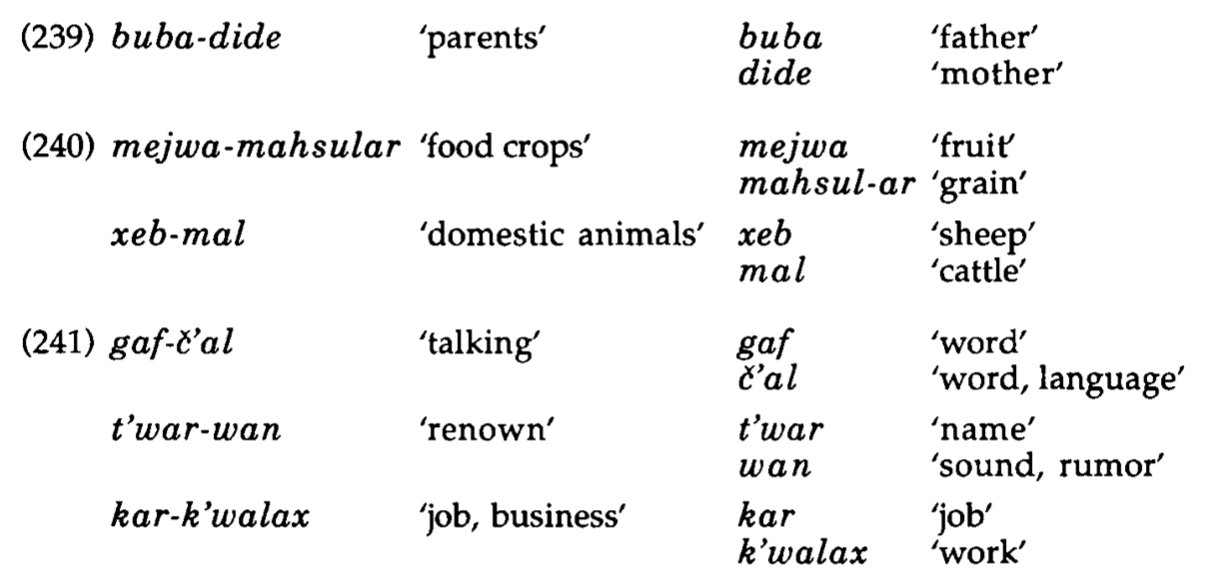 (239) buba-dide 'parents' buba 'father'
dide 'mother'
(240) mejwa-mahsular 'food crops' mejwa 'fruit'
mahsul-ar 'grain'
xeb-mal 'domestic animals' xeb 'sheep'
mal 'cattle'
(241) gaf-č'al 'talking' gaf 'word'
č'al 'word, language'
t'war-wan 'renown' t'war 'name'
wan 'sound, rumor'
kar-k'walax 'job, business' kar 'job'
k'walax 'work'